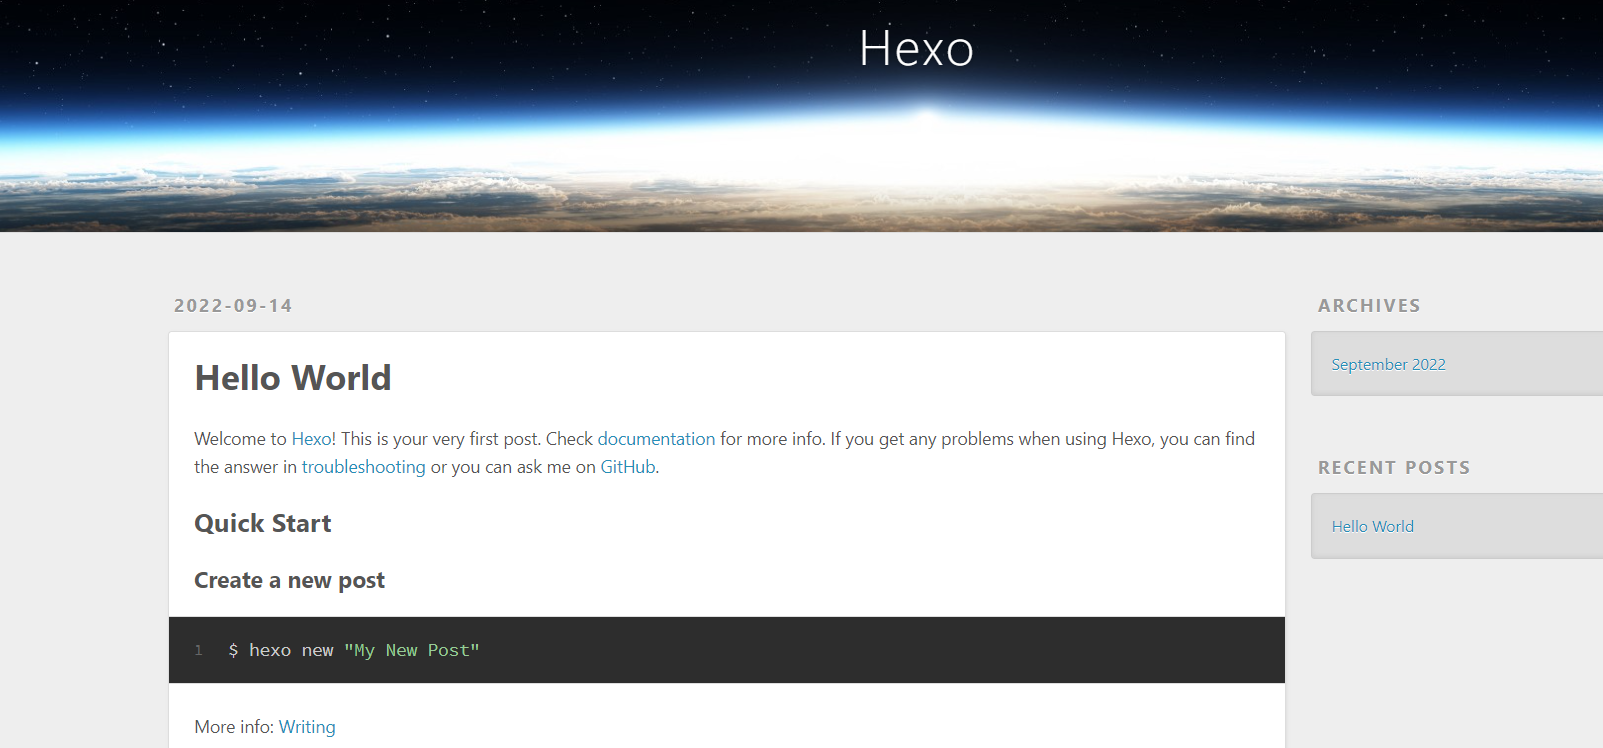 Hexo
2022-09-14
Hello World
Welcome to Hexo! This is your very first post. Check documentation for more info. If you get any problems when using Hexo, you can find
the answer in troubleshooting or you can ask me on GitHub.
Quick Start
Create a new post
1 $ hexo new "My New Post"
More info: Writing
ARCHIVES
September 2022
RECENT POSTS
Hello World